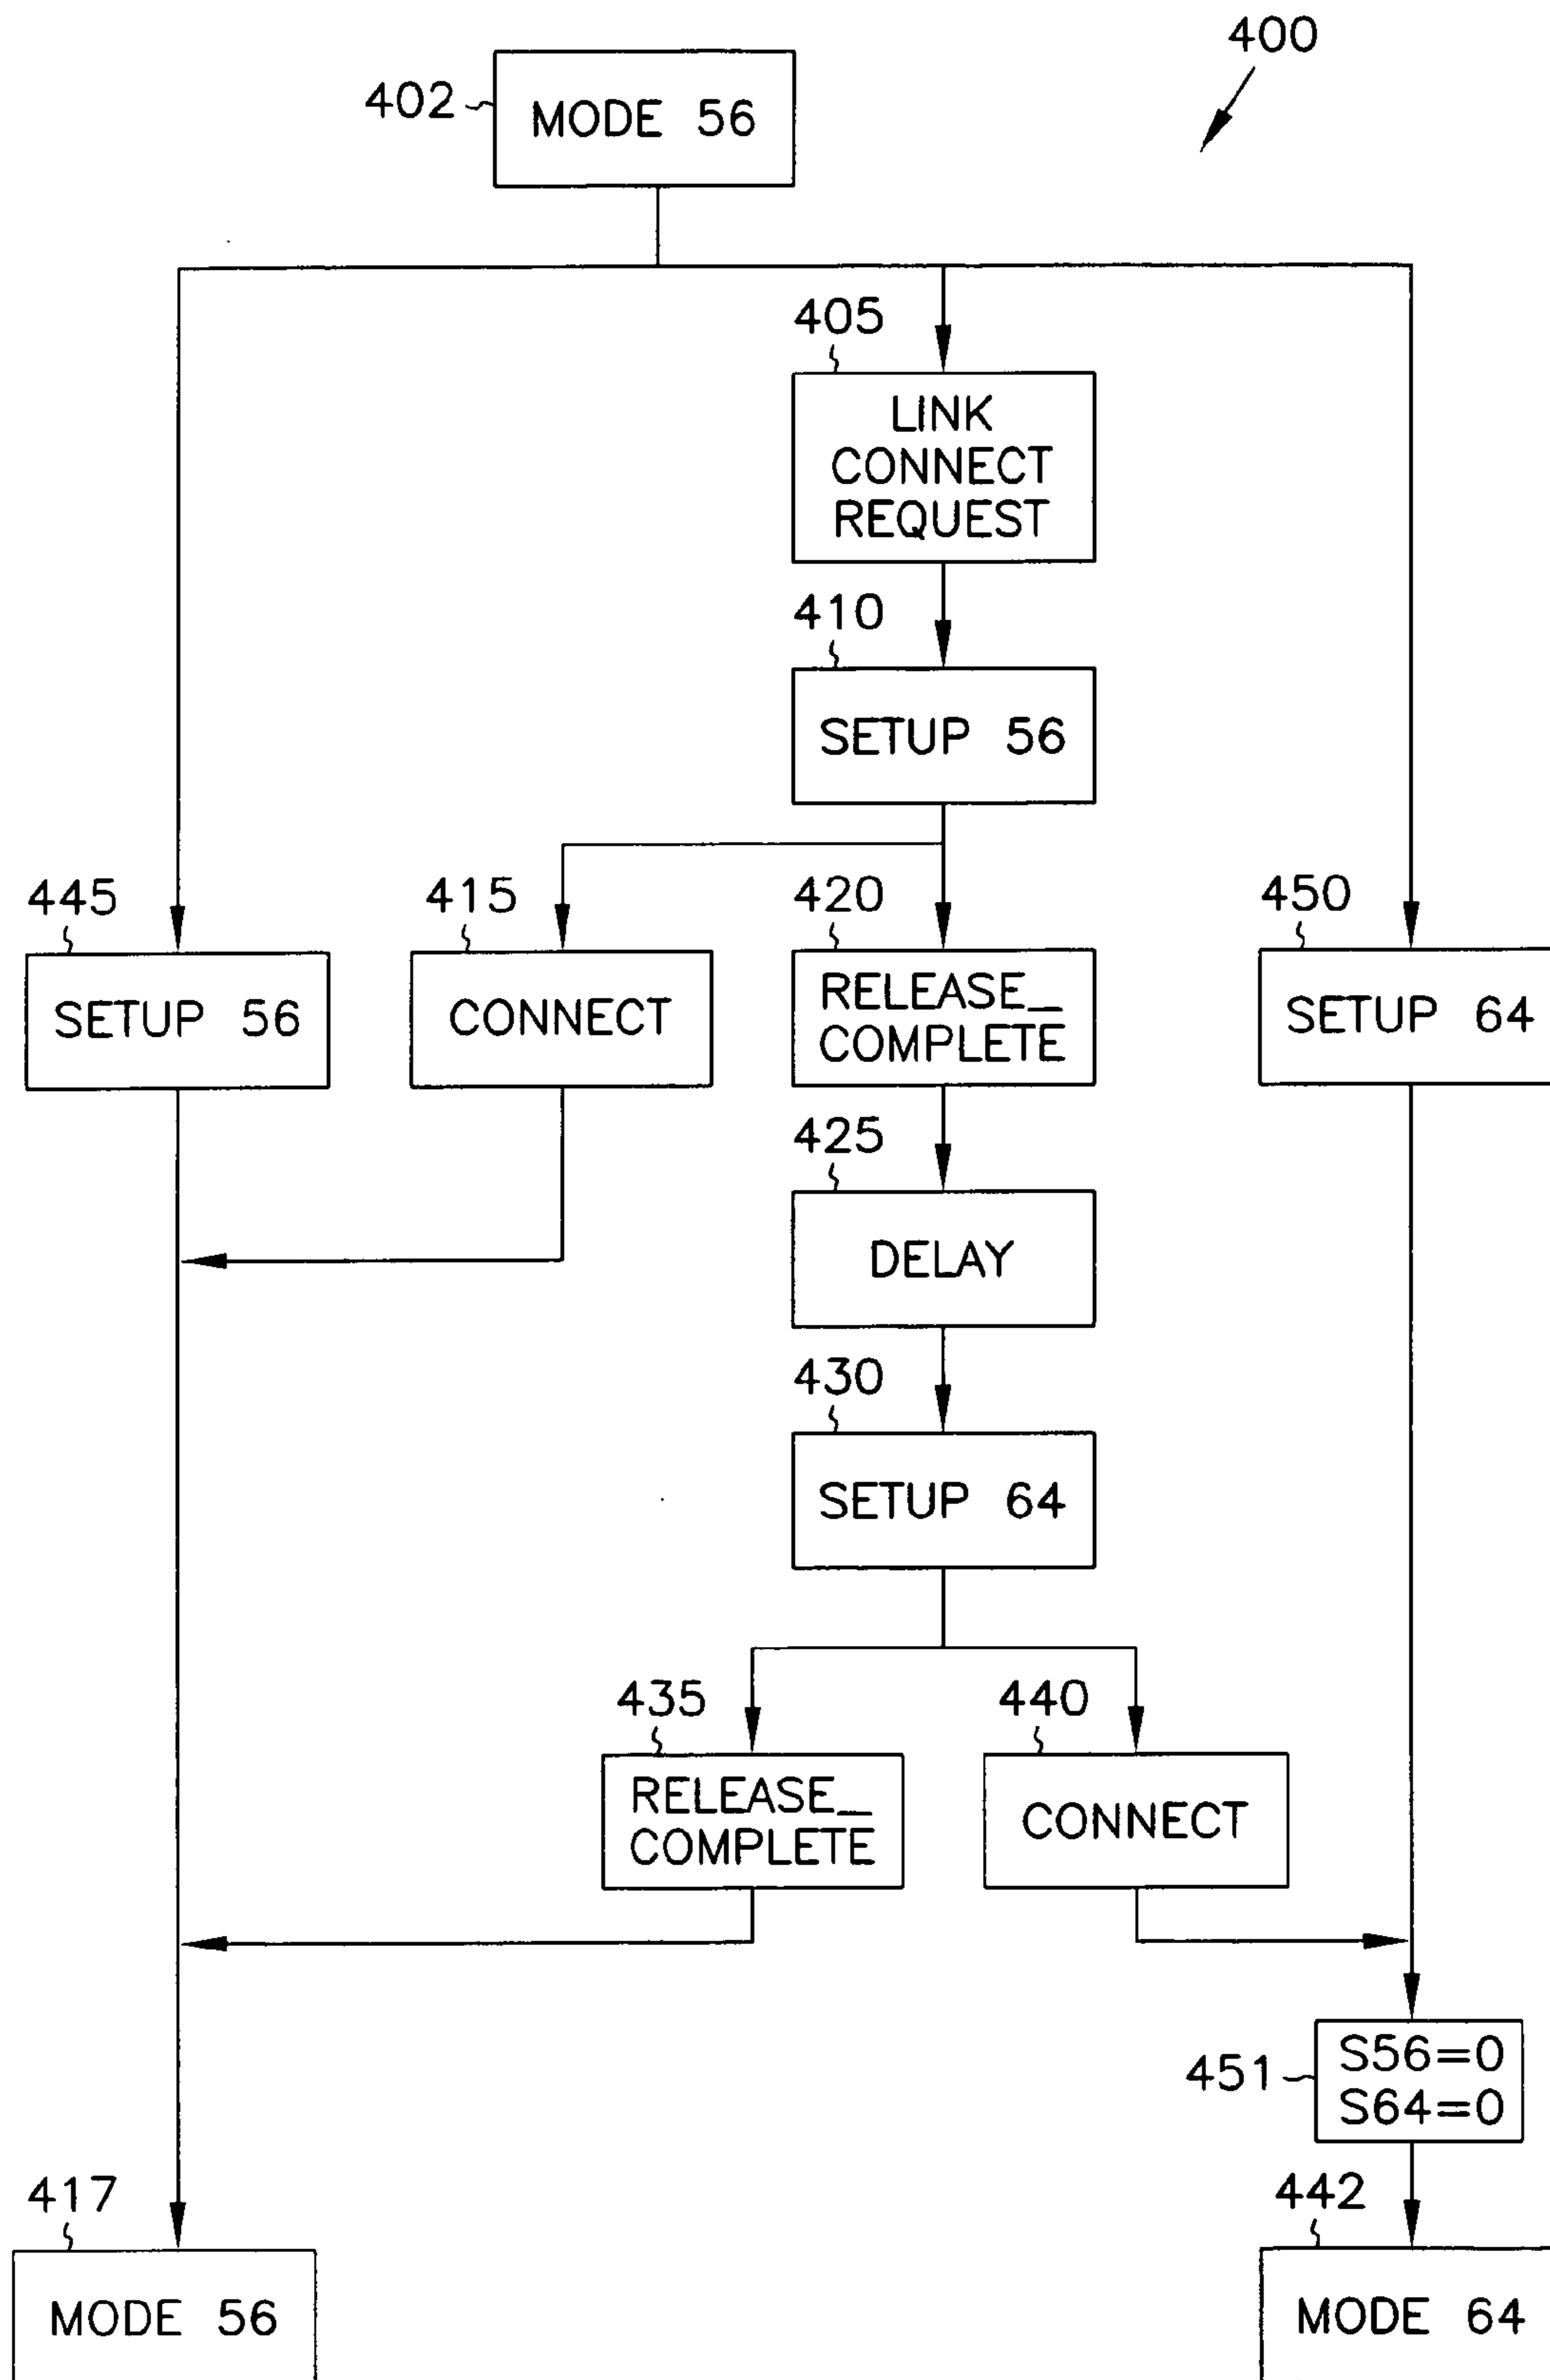 400
402
MODE 56
405
LINK
CONNECT
REQUEST
410
SETUP 56
445
415
420
450
SETUP 56
CONNECT
RELEASE_
COMPLETE
SETUP 64
425
DELAY
430
SETUP 64
435
440
RELEASE_
COMPLETE
CONNECT
451
S56=0
S64=0
417
442
MODE 56
MODE 64